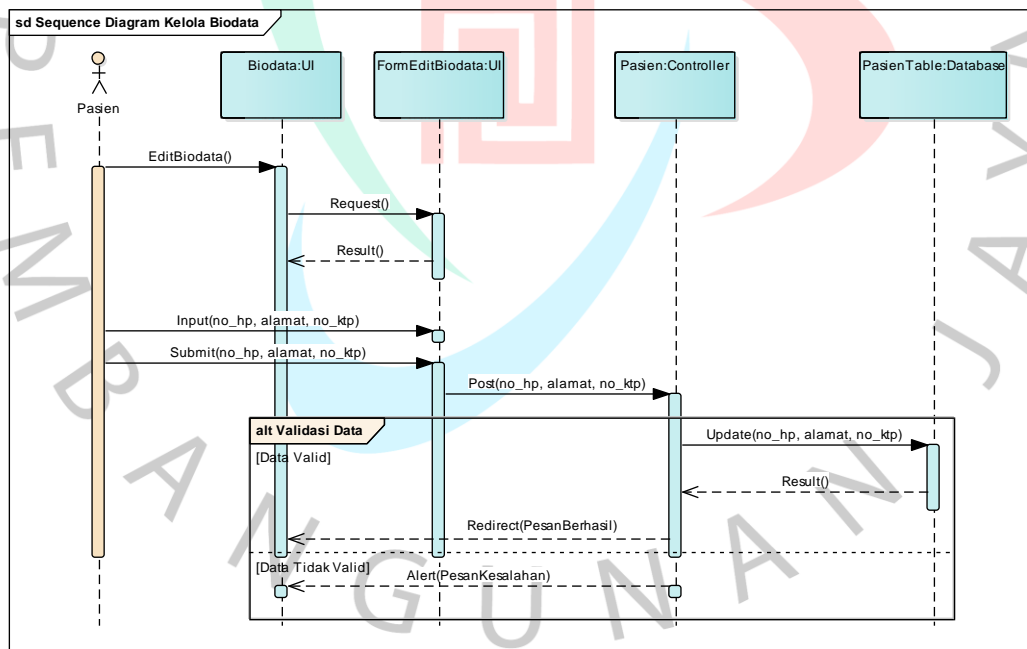 sd Sequence Diagram Kelola Biodata
Pasien
Biodata:UI
FormEditBiodata:UI
Pasien:Controller
PasienTable:Database
EditBiodata()
Request()
Result()
Input(no_hp, alamat, no_ktp)
Submit(no_hp, alamat, no_ktp)
Post(no_hp, alamat, no_ktp)
alt Validasi Data
[Data Valid]
Update(no_hp, alamat, no_ktp)
Result()
Redirect(PesanBerhasil)
[Data Tidak Valid]
Alert(PesanKesalahan)
PEMBANGUNAN JAYA